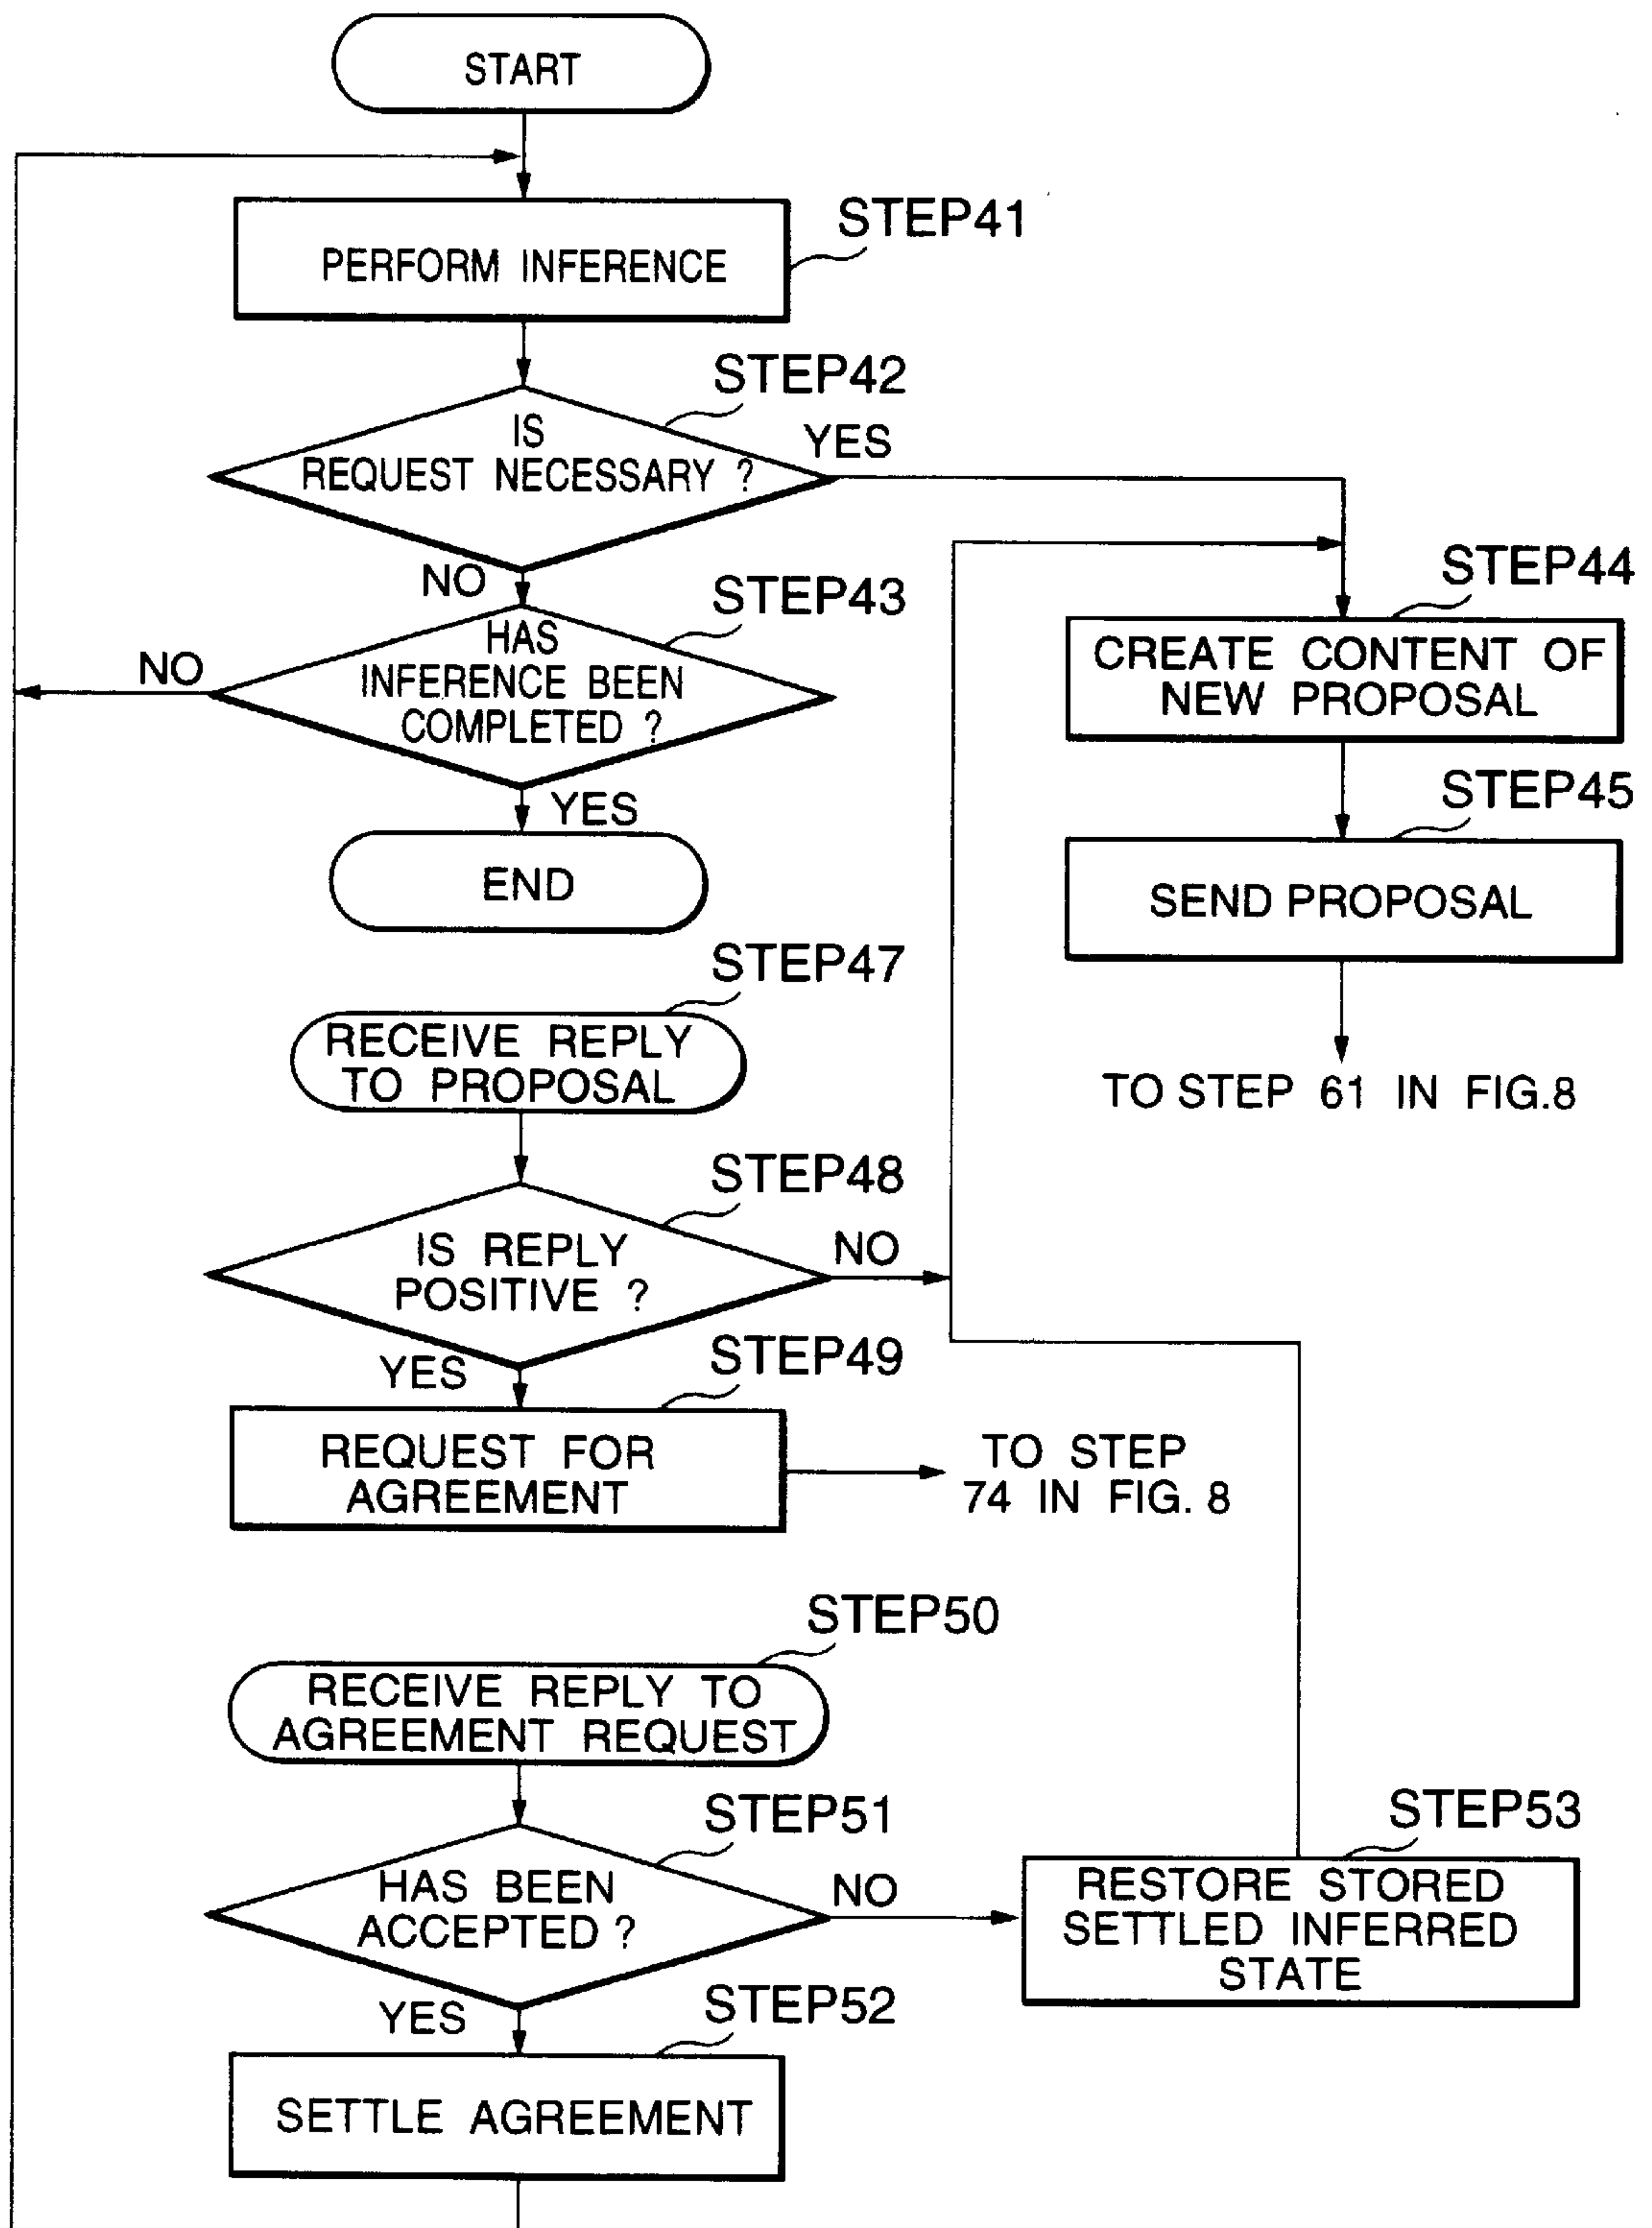 START
STEP41
PERFORM INFERENCE
STEP42
IS
REQUEST NECESSARY ?
YES
NO
STEP43
HAS
INFERENCE BEEN
COMPLETED ?
NO
YES
END
STEP44
CREATE CONTENT OF
NEW PROPOSAL
STEP45
SEND PROPOSAL
TO STEP 61 IN FIG.8
STEP47
RECEIVE REPLY
TO PROPOSAL
STEP48
IS REPLY
POSITIVE ?
NO
YES
STEP49
REQUEST FOR
AGREEMENT
TO STEP
74 IN FIG. 8
STEP50
RECEIVE REPLY TO
AGREEMENT REQUEST
STEP51
HAS BEEN
ACCEPTED ?
NO
STEP53
RESTORE STORED
SETTLED INFERRED
STATE
YES
STEP52
SETTLE AGREEMENT